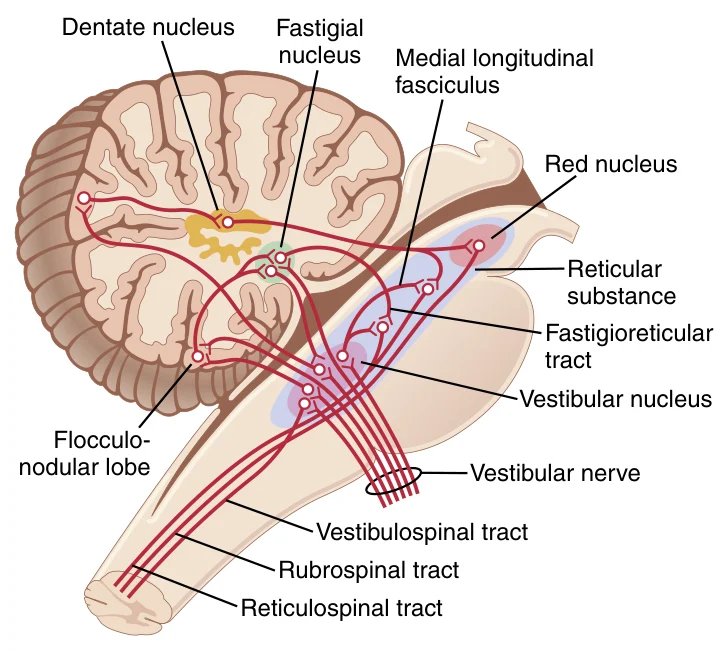 Dentate nucleus
Fastigial
nucleus
Medial longitudinal
fasciculus
Red nucleus
Reticular
substance
Fastigioreticular
tract
Vestibular nucleus
Flocculo-
nodular lobe
Vestibular nerve
Vestibulospinal tract
Rubrospinal tract
Reticulospinal tract